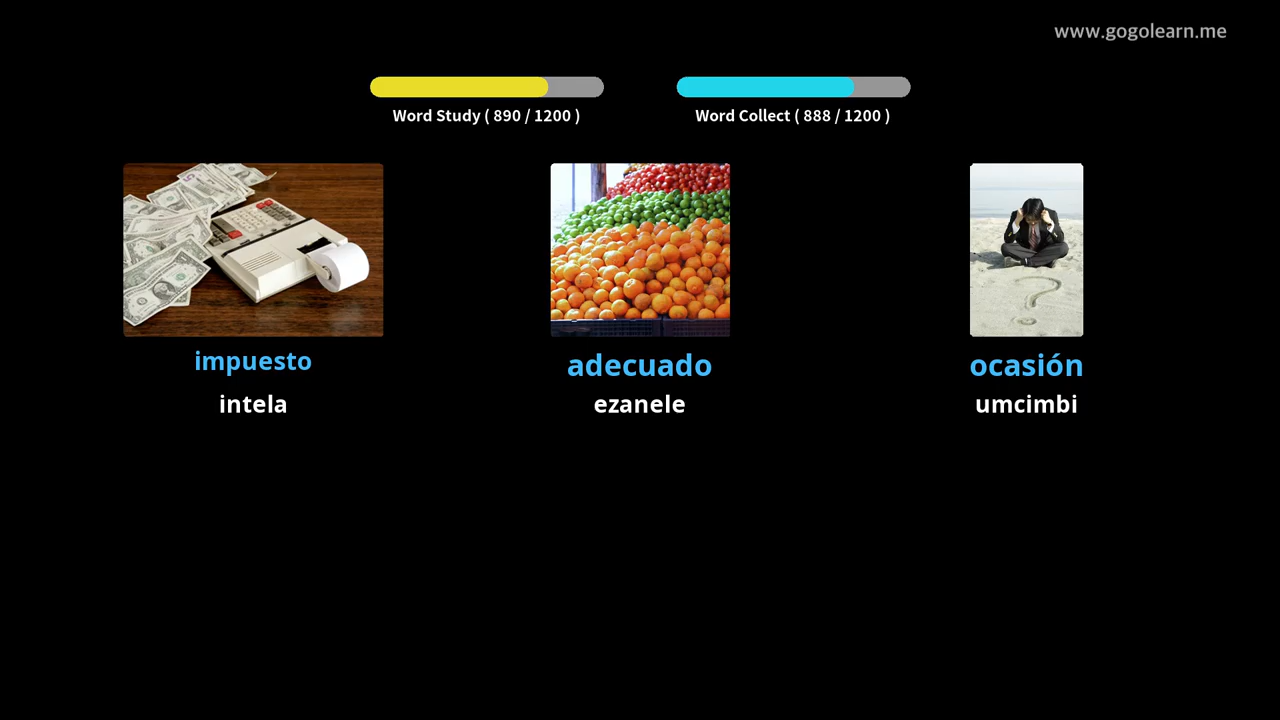 www.gogolearn.me
Word Study ( 890 / 1200 )
Word Collect ( 888 / 1200 )
impuesto
adecuado
ocasión
intela
ezanele
umcimbi